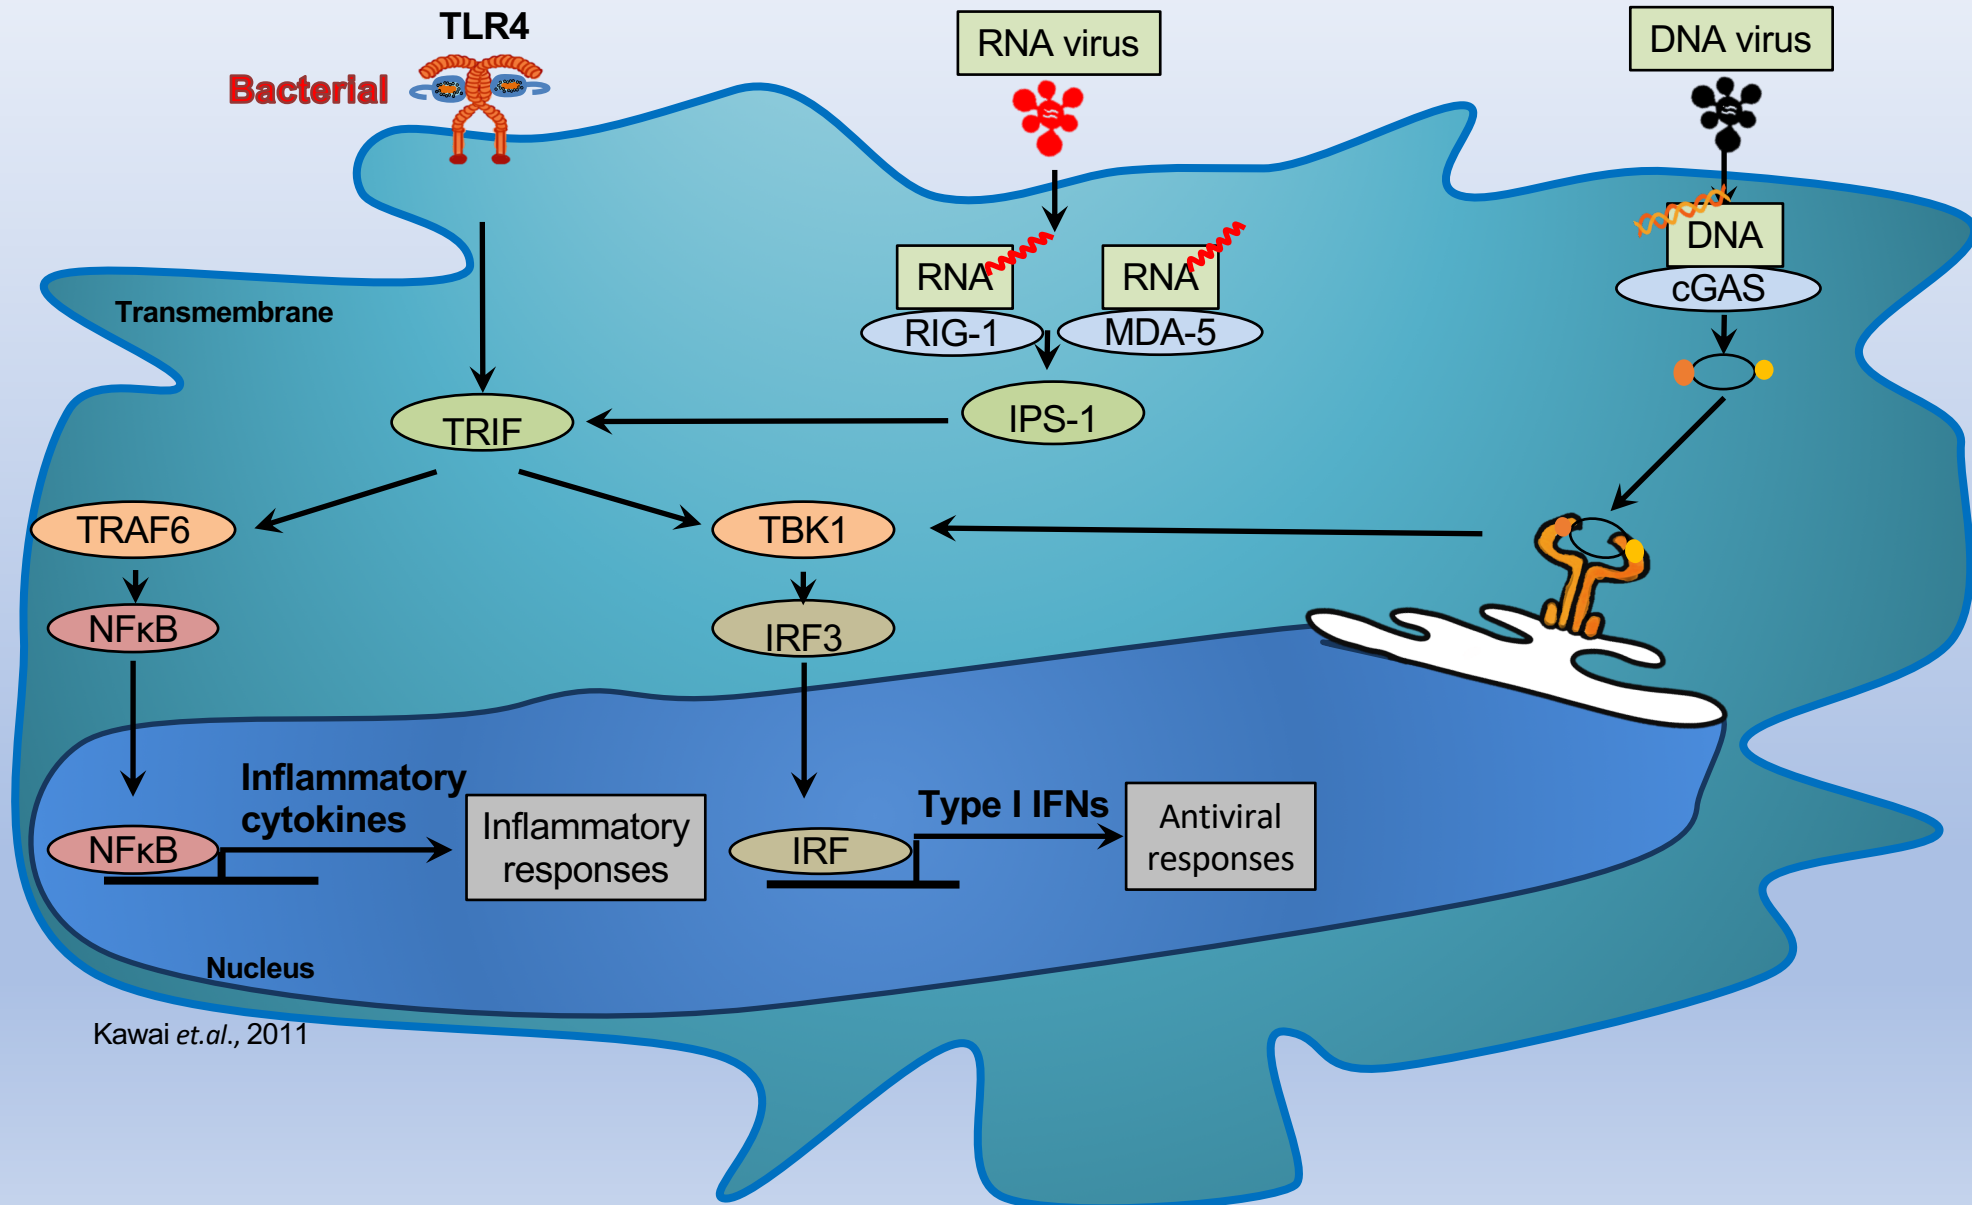 TLR4
Bacterial
RNA virus
DNA virus
RNA
RNA
DNA
cGAS
RIG-1
MDA-5
Transmembrane
TRIF
IPS-1
TRAF6
TBK1
NFκB
IRF3
Inflammatory
cytokines
Inflammatory
responses
Type I IFNs
Antiviral
responses
NFκB
IRF
Nucleus
Kawai et.al., 2011